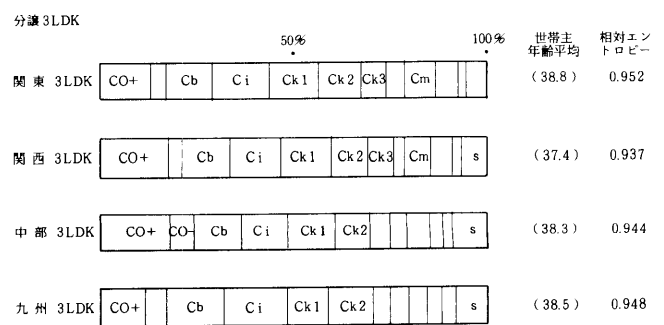 分譲3LDK
50% 100% 世帯主 相対エン
年齢平均 トロピー
関東 3LDK CO+ Cb Ci Ck1 Ck2 Ck3 Cm (38.8) 0.952
関西 3LDK CO+ Cb Ci Ck1 Ck2 Ck3 Cm s (37.4) 0.937
中部 3LDK CO+ CO- Cb Ci Ck1 Ck2 s (38.3) 0.944
九州 3LDK CO+ Cb Ci Ck1 Ck2 s (38.5) 0.948